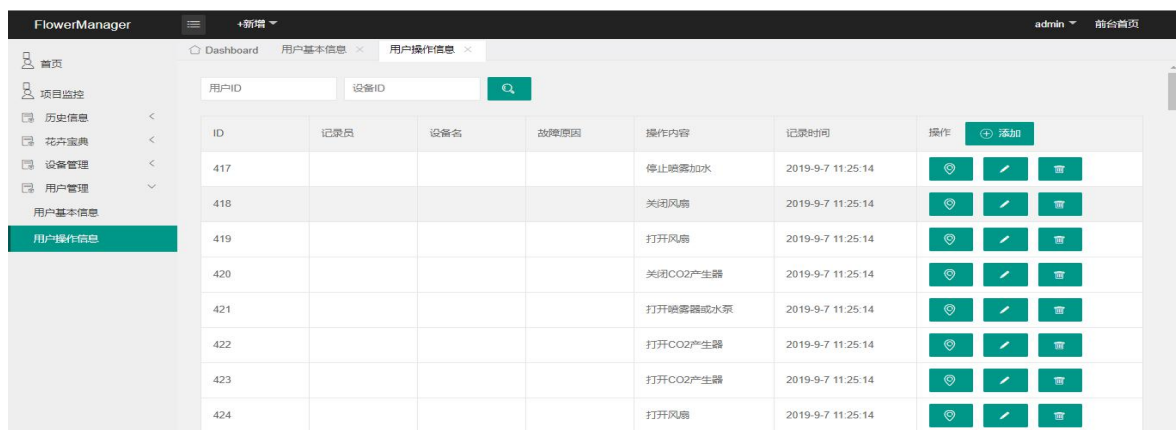 FlowerManager +新增 admin 前台首页
首页
项目监控
历史信息
花卉宝典
设备管理
用户管理
用户基本信息
用户操作信息
Dashboard 用户基本信息 用户操作信息
用户ID 设备ID
ID 记录员 设备名 故障原因 操作内容 记录时间 操作 添加
417 停止喷雾加水 2019-9-7 11:25:14
418 关闭风扇 2019-9-7 11:25:14
419 打开风扇 2019-9-7 11:25:14
420 关闭CO2产生器 2019-9-7 11:25:14
421 打开喷雾器或水泵 2019-9-7 11:25:14
422 打开CO2产生器 2019-9-7 11:25:14
423 打开CO2产生器 2019-9-7 11:25:14
424 打开风扇 2019-9-7 11:25:14